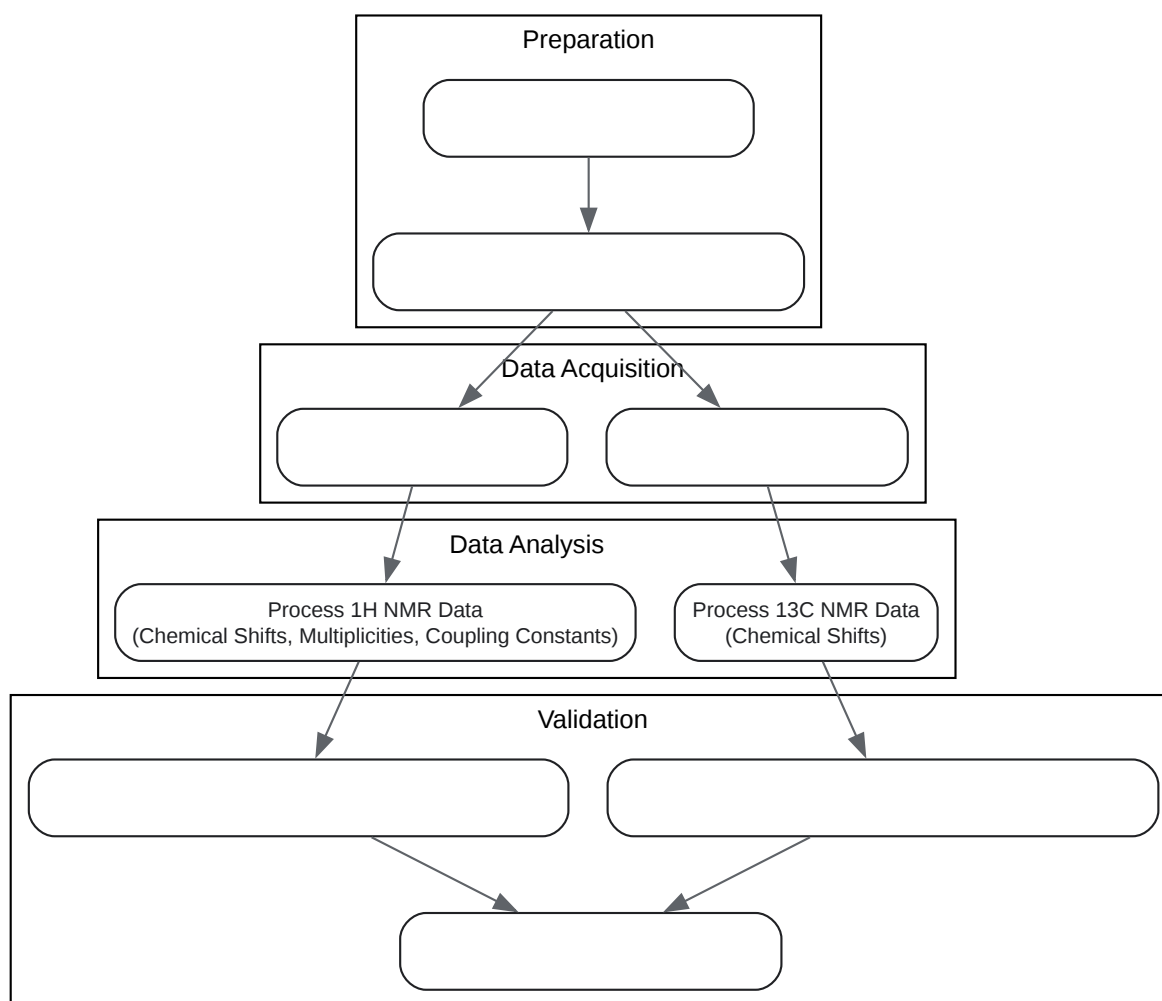 Preparation
Data Acquisition
Data Analysis
Process 1H NMR Data
(Chemical Shifts, Multiplicities, Coupling Constants)
Process 13C NMR Data
(Chemical Shifts)
Validation